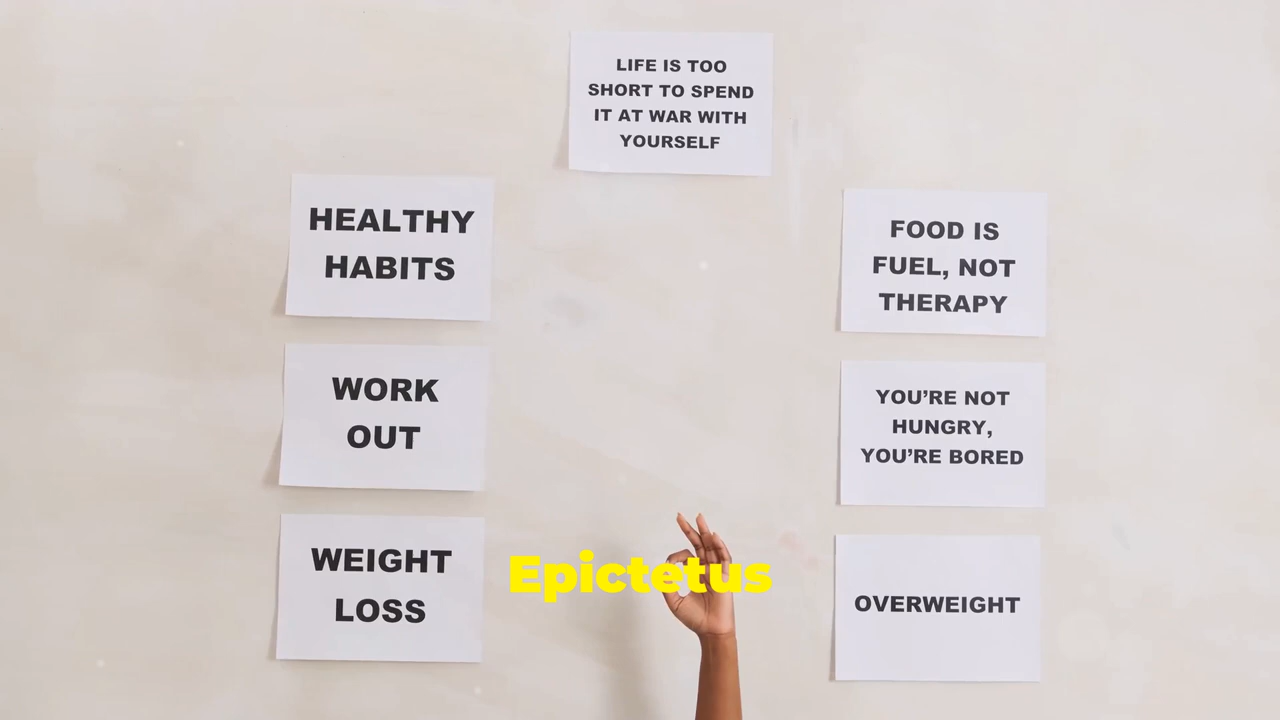 LIFE IS TOO
SHORT TO SPEND
IT AT WAR WITH
YOURSELF
HEALTHY
HABITS
WORK
OUT
WEIGHT
LOSS
FOOD IS
FUEL, NOT
THERAPY
YOU'RE NOT
HUNGRY,
YOU'RE BORED
OVERWEIGHT
Epictetus